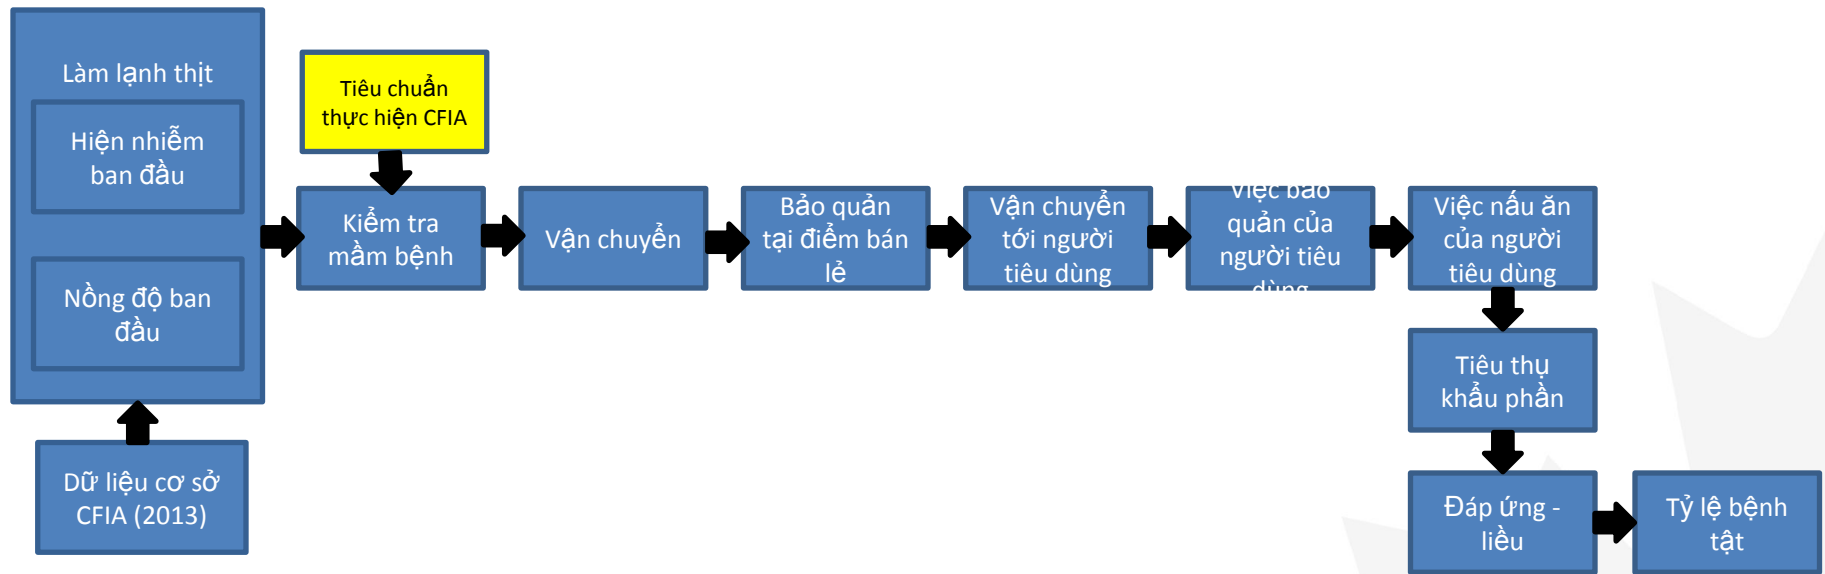 Làm lạnh thịt
Hiện nhiễm
ban đầu
Nồng độ ban
đầu
Dữ liệu cơ sở
CFIA (2013)
Tiêu chuẩn
thực hiện CFIA
Kiểm tra
mầm bệnh
Vận chuyển
Bảo quản
tại điểm bán
lẻ
Vận chuyển
tới người
tiêu dùng
Việc bảo
quản của
người tiêu
dùng
Việc nấu ăn
của người
tiêu dùng
Tiêu thụ
khẩu phần
Đáp ứng -
liều
Tỷ lệ bệnh
tật